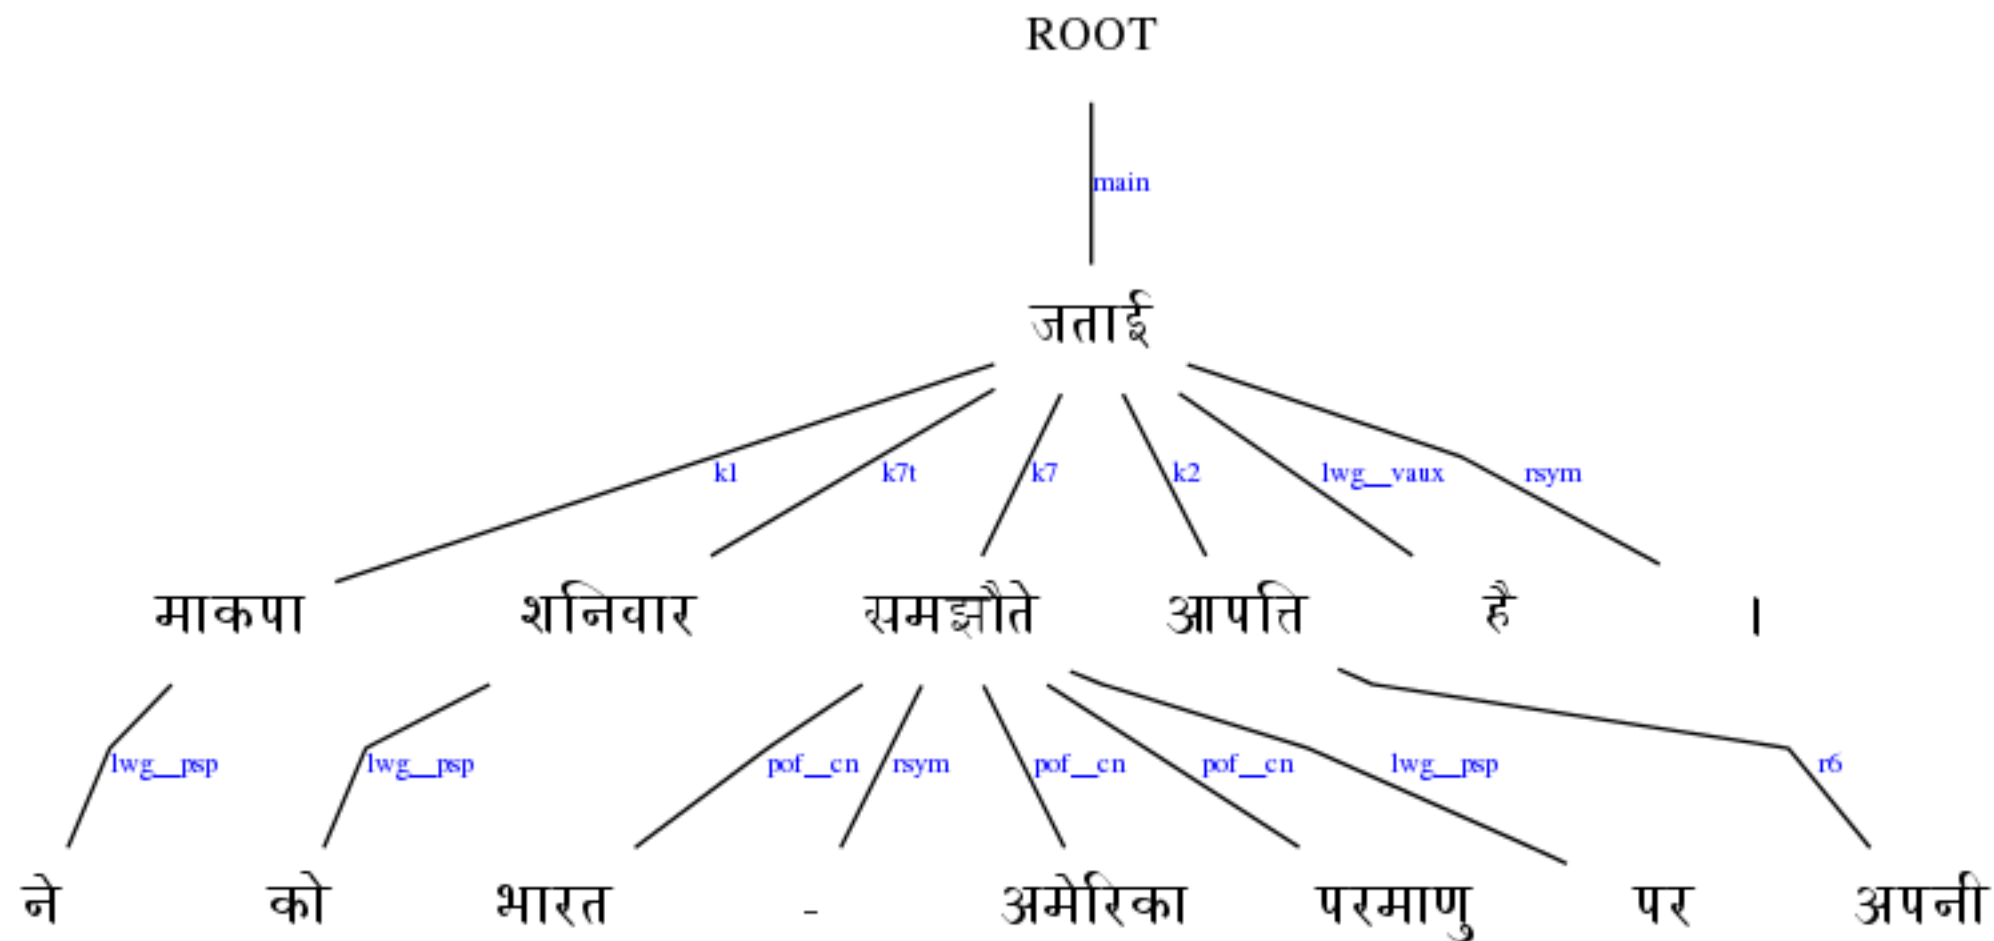 ROOT
main
जताई
k1 k7t k7 k2 lwg__vaux rsym
माकपा शनिवार समझौते आपत्ति है ।
lwg__psp lwg__psp pof__cn rsym pof__cn pof__cn lwg__psp r6
ने को भारत - अमेरिका परमाणु पर अपनी